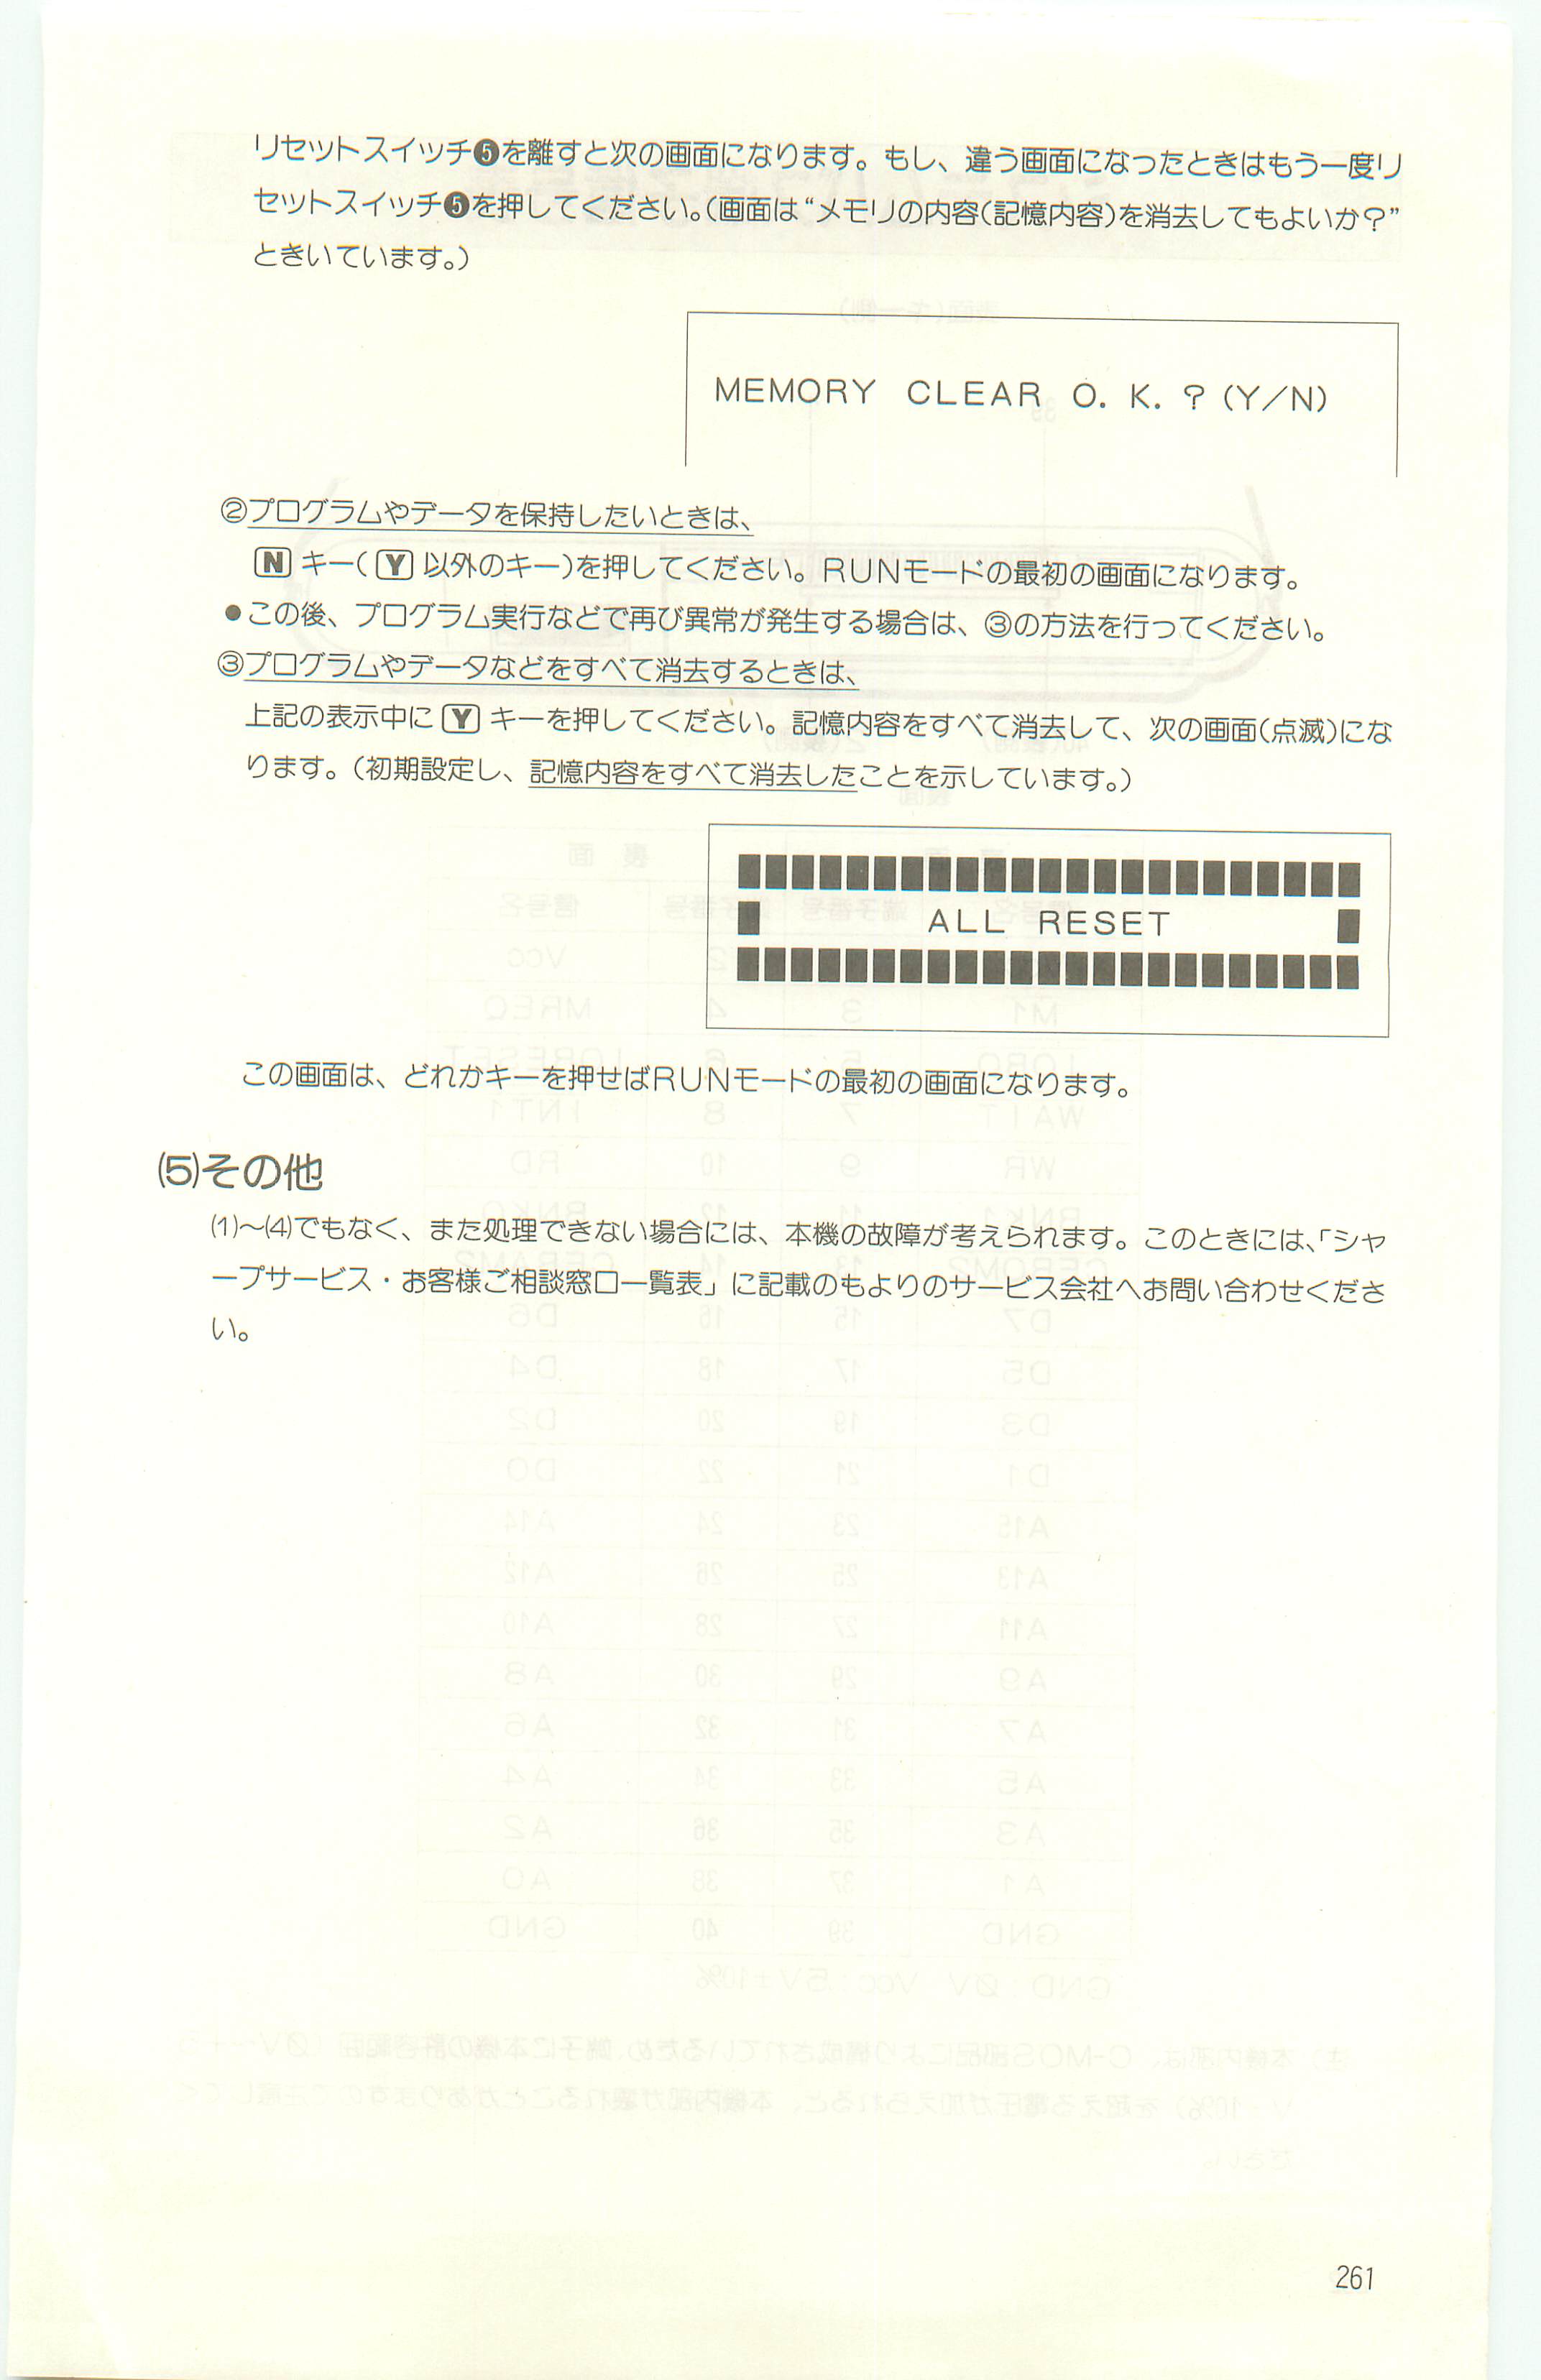 リセットスイッチ❺を離すと次の画面になります。もし、違う画面になったときはもう一度リ
セットスイッチ❺を押してください。(画面は“メモリの内容(記憶内容)を消去してもよいか?”
ときいています。)
MEMORY CLEAR O. K. ? (Y/N)
②プログラムやデータを保持したいときは、
N キー( Y 以外のキー)を押してください。RUNモードの最初の画面になります。
●この後、プログラム実行などで再び異常が発生する場合は、③の方法を行ってください。
③プログラムやデータなどをすべて消去するときは、
上記の表示中に Y キーを押してください。記憶内容をすべて消去して、次の画面(点滅)にな
ります。(初期設定し、記憶内容をすべて消去したことを示しています。)
ALL RESET
この画面は、どれかキーを押せばRUNモードの最初の画面になります。
(5)その他
(1)〜(4)でもなく、また処理できない場合には、本機の故障が考えられます。このときには、「シャ
ープサービス・お客様ご相談窓口一覧表」に記載のもよりのサービス会社へお問い合わせくださ
い。
261